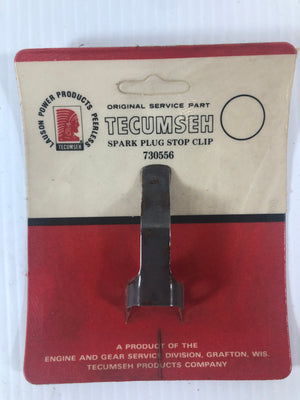 LAUSON POWER PRODUCTS PEERLESS
TECUMSEH
ORIGINAL SERVICE PART
TECUMSEH
SPARK PLUG STOP CLIP
730556
A PRODUCT OF THE
ENGINE AND GEAR SERVICE DIVISION, GRAFTON, WIS.
TECUMSEH PRODUCTS COMPANY